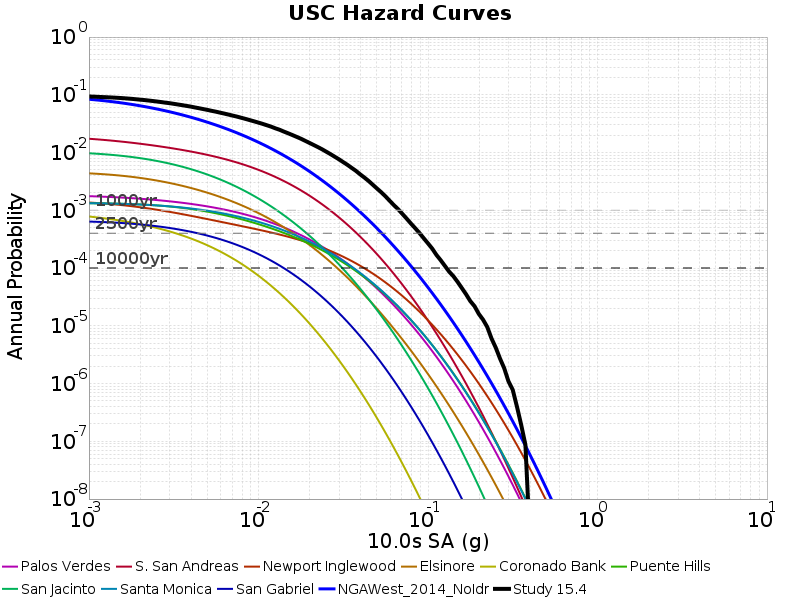 USC Hazard Curves
Annual Probability
10^0
10^-1
10^-2
10^-3
10^-4
10^-5
10^-6
10^-7
10^-8
1000yr
2500yr
10000yr
10^-3 10^-2 10^-1 10^0 10^1
10.0s SA (g)
Palos Verdes S. San Andreas Newport Inglewood Elsinore Coronado Bank Puente Hills
San Jacinto Santa Monica San Gabriel NGAWest_2014_NoIdr Study 15.4